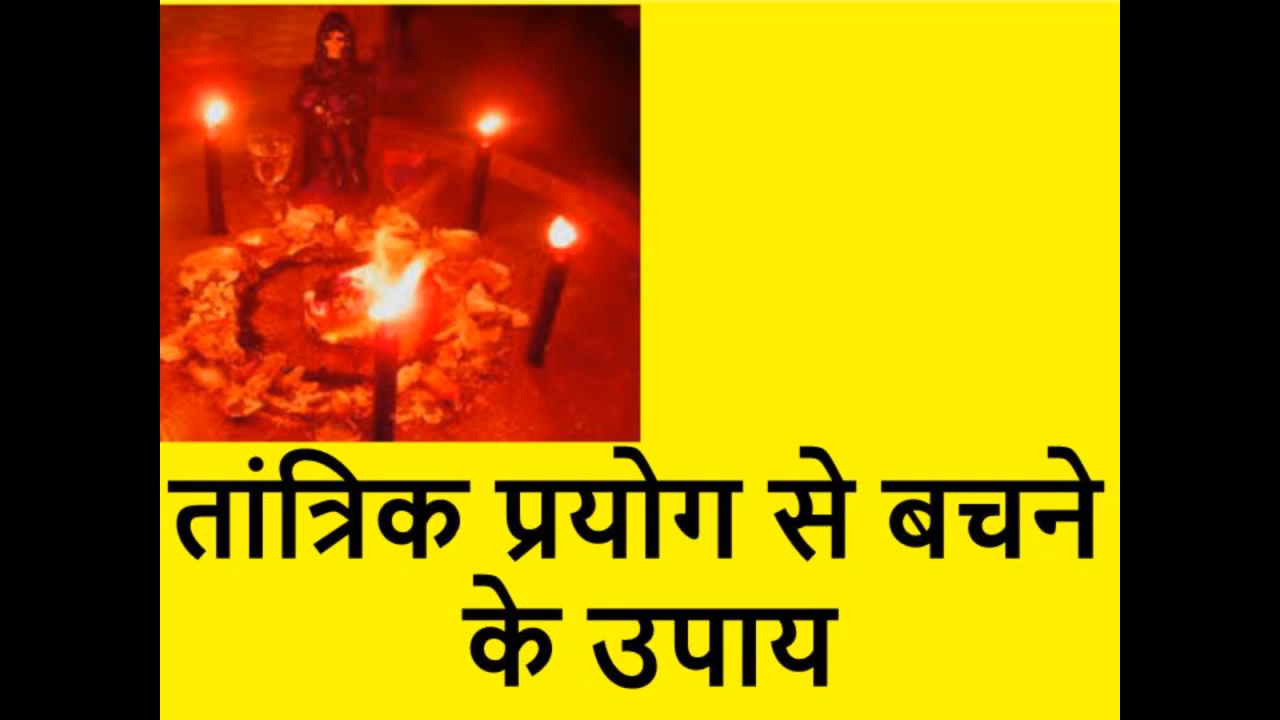 तांत्रिक प्रयोग से बचने
के उपाय